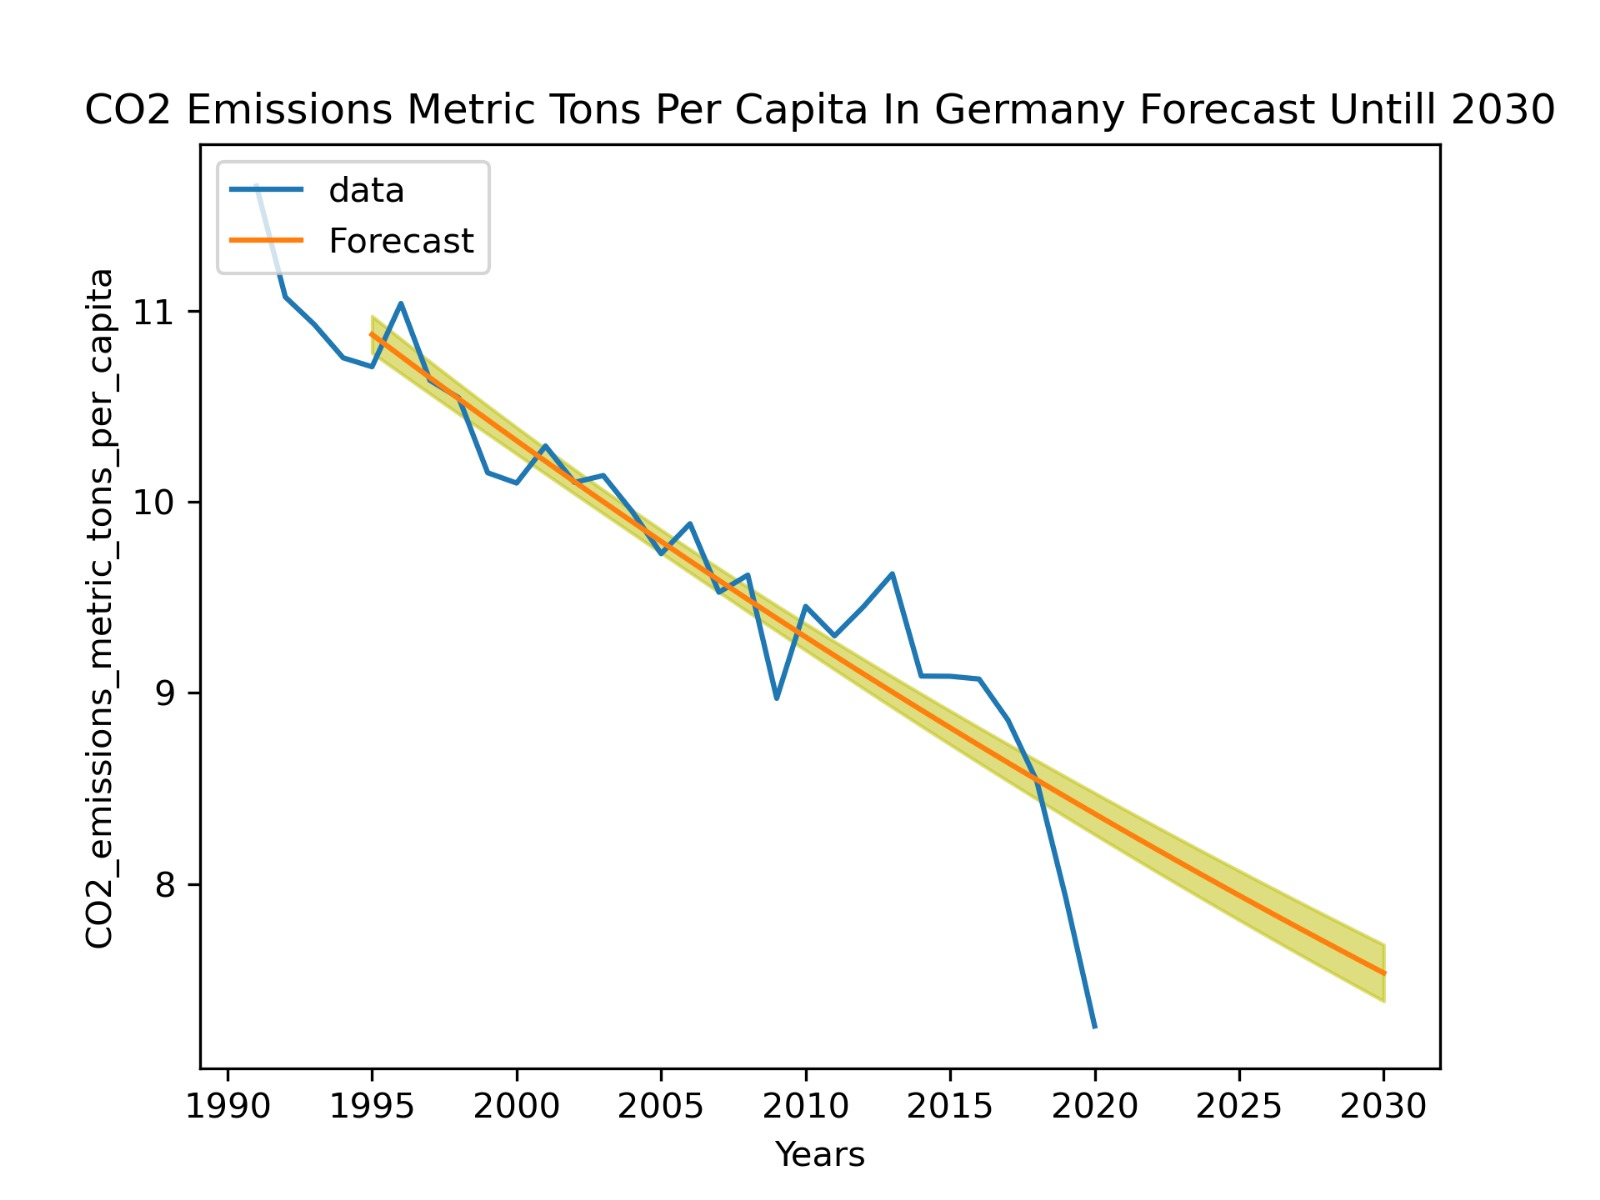 CO2 Emissions Metric Tons Per Capita In Germany Forecast Untill 2030
data
Forecast
CO2_emissions_metric_tons_per_capita
11
10
9
8
1990 1995 2000 2005 2010 2015 2020 2025 2030
Years